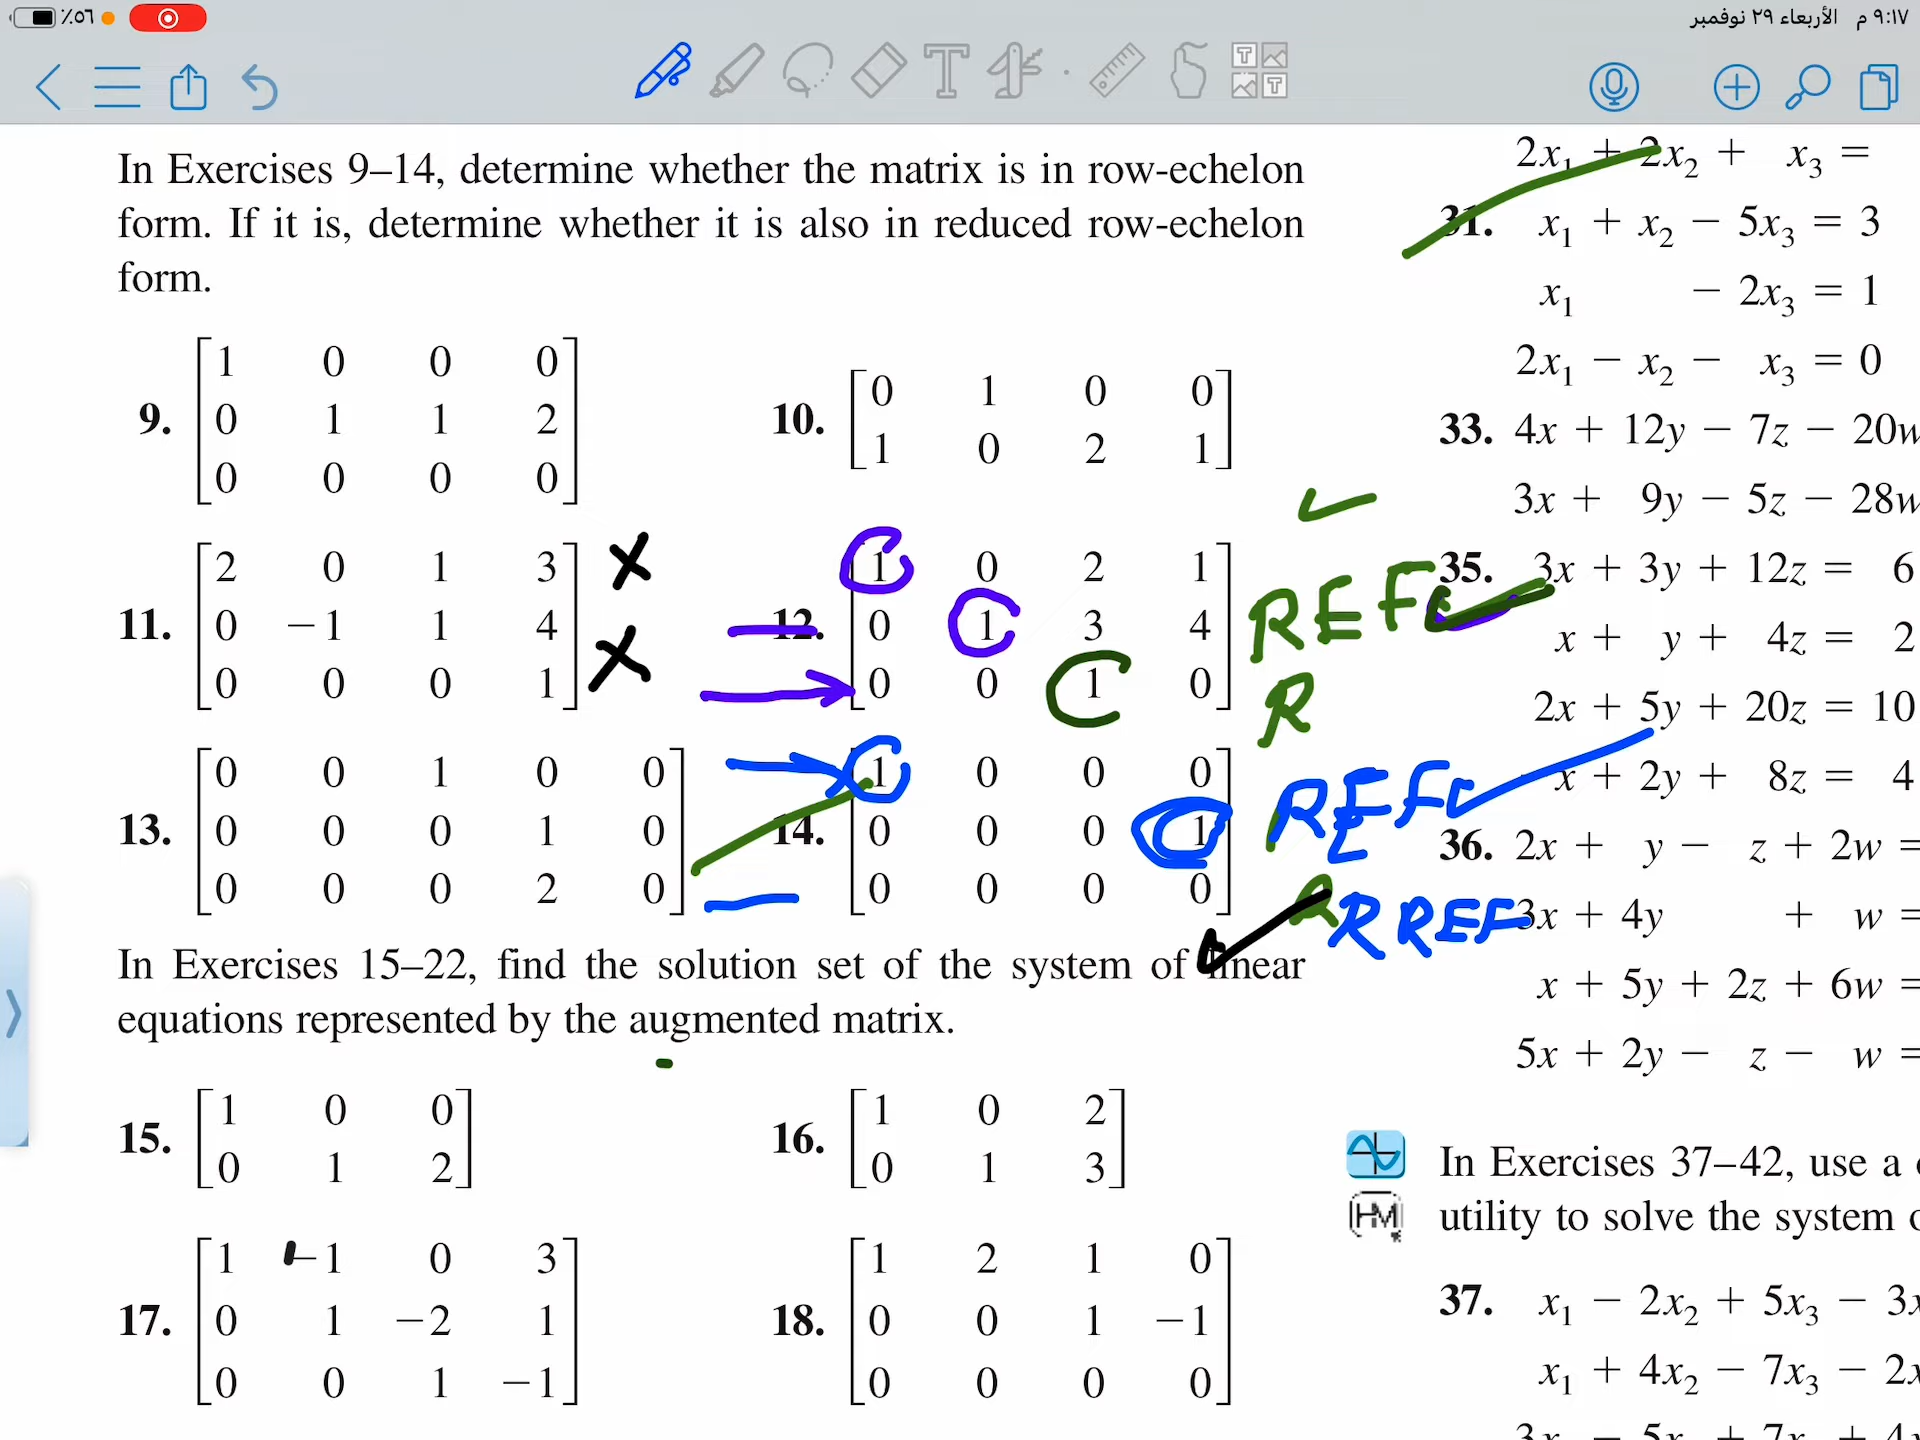 ٪٥٦
٩:١٧ م الأربعاء ٢٩ نوفمبر
In Exercises 9–14, determine whether the matrix is in row-echelon
form. If it is, determine whether it is also in reduced row-echelon
form.
9.
1 0 0 0
0 1 1 2
0 0 0 0
10.
0 1 0 0
1 0 2 1
11.
2 0 1 3
0 −1 1 4
0 0 0 1
12.
1 0 2 1
0 1 3 4
0 0 1 0
REF
R
13.
0 0 1 0 0
0 0 0 1 0
0 0 0 2 0
14.
1 0 0 0
0 0 0 1
0 0 0 0
REF
RREF
In Exercises 15–22, find the solution set of the system of linear
equations represented by the augmented matrix.
15.
1 0 0
0 1 2
16.
1 0 2
0 1 3
17.
1 −1 0 3
0 1 −2 1
0 0 1 −1
18.
1 2 1 0
0 0 1 −1
0 0 0 0
2x₁ + 2x₂ + x₃ =
31. x₁ + x₂ − 5x₃ = 3
x₁ − 2x₃ = 1
2x₁ − x₂ − x₃ = 0
33. 4x + 12y − 7z − 20w
3x + 9y − 5z − 28w
35. 3x + 3y + 12z = 6
x + y + 4z = 2
2x + 5y + 20z = 10
x + 2y + 8z = 4
36. 2x + y − z + 2w =
3x + 4y + w =
x + 5y + 2z + 6w =
5x + 2y − z − w =
HM
In Exercises 37–42, use a
utility to solve the system
37. x₁ − 2x₂ + 5x₃ − 3x
x₁ + 4x₂ − 7x₃ − 2x